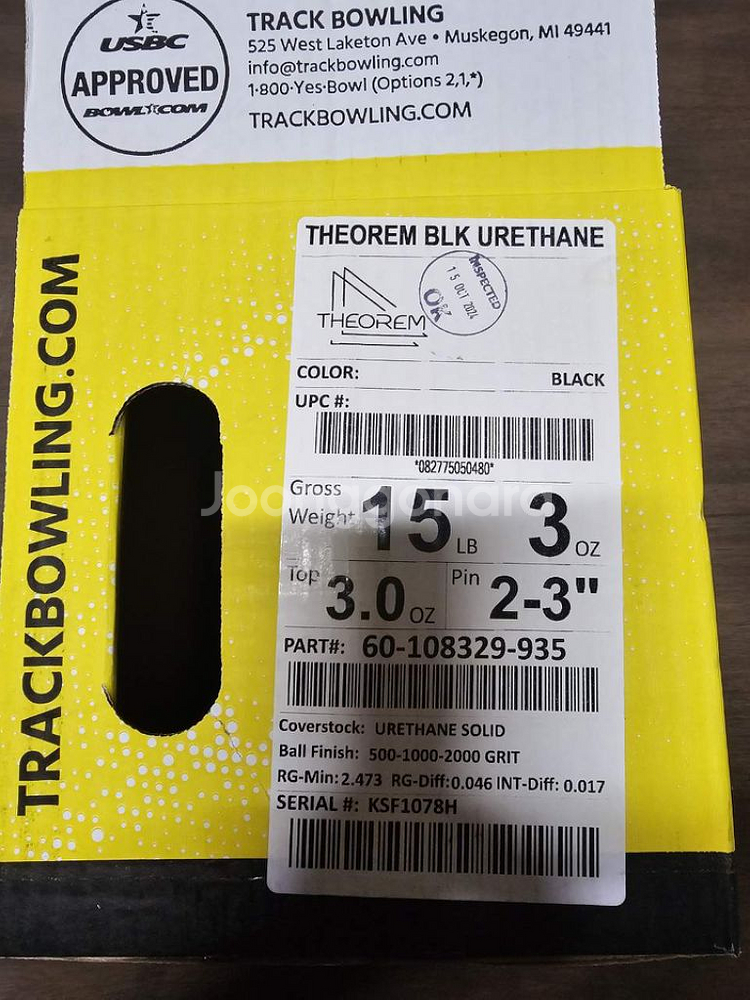 USBC
APPROVED
BOWL★COM
TRACK BOWLING
525 West Laketon Ave • Muskegon, MI 49441
info@trackbowling.com
1·800·Yes·Bowl (Options 2,1,*)
TRACKBOWLING.COM
TRACKBOWLING.COM
THEOREM BLK URETHANE
THEOREM
INSPECTED
15 OCT 2024
OK
COLOR: BLACK
UPC #:
*082775050480*
Joonggonara
Gross Weight 15 LB 3 OZ
Top 3.0 OZ Pin 2-3"
PART#: 60-108329-935
Coverstock: URETHANE SOLID
Ball Finish: 500-1000-2000 GRIT
RG-Min: 2.473 RG-Diff: 0.046 INT-Diff: 0.017
SERIAL #: KSF1078H